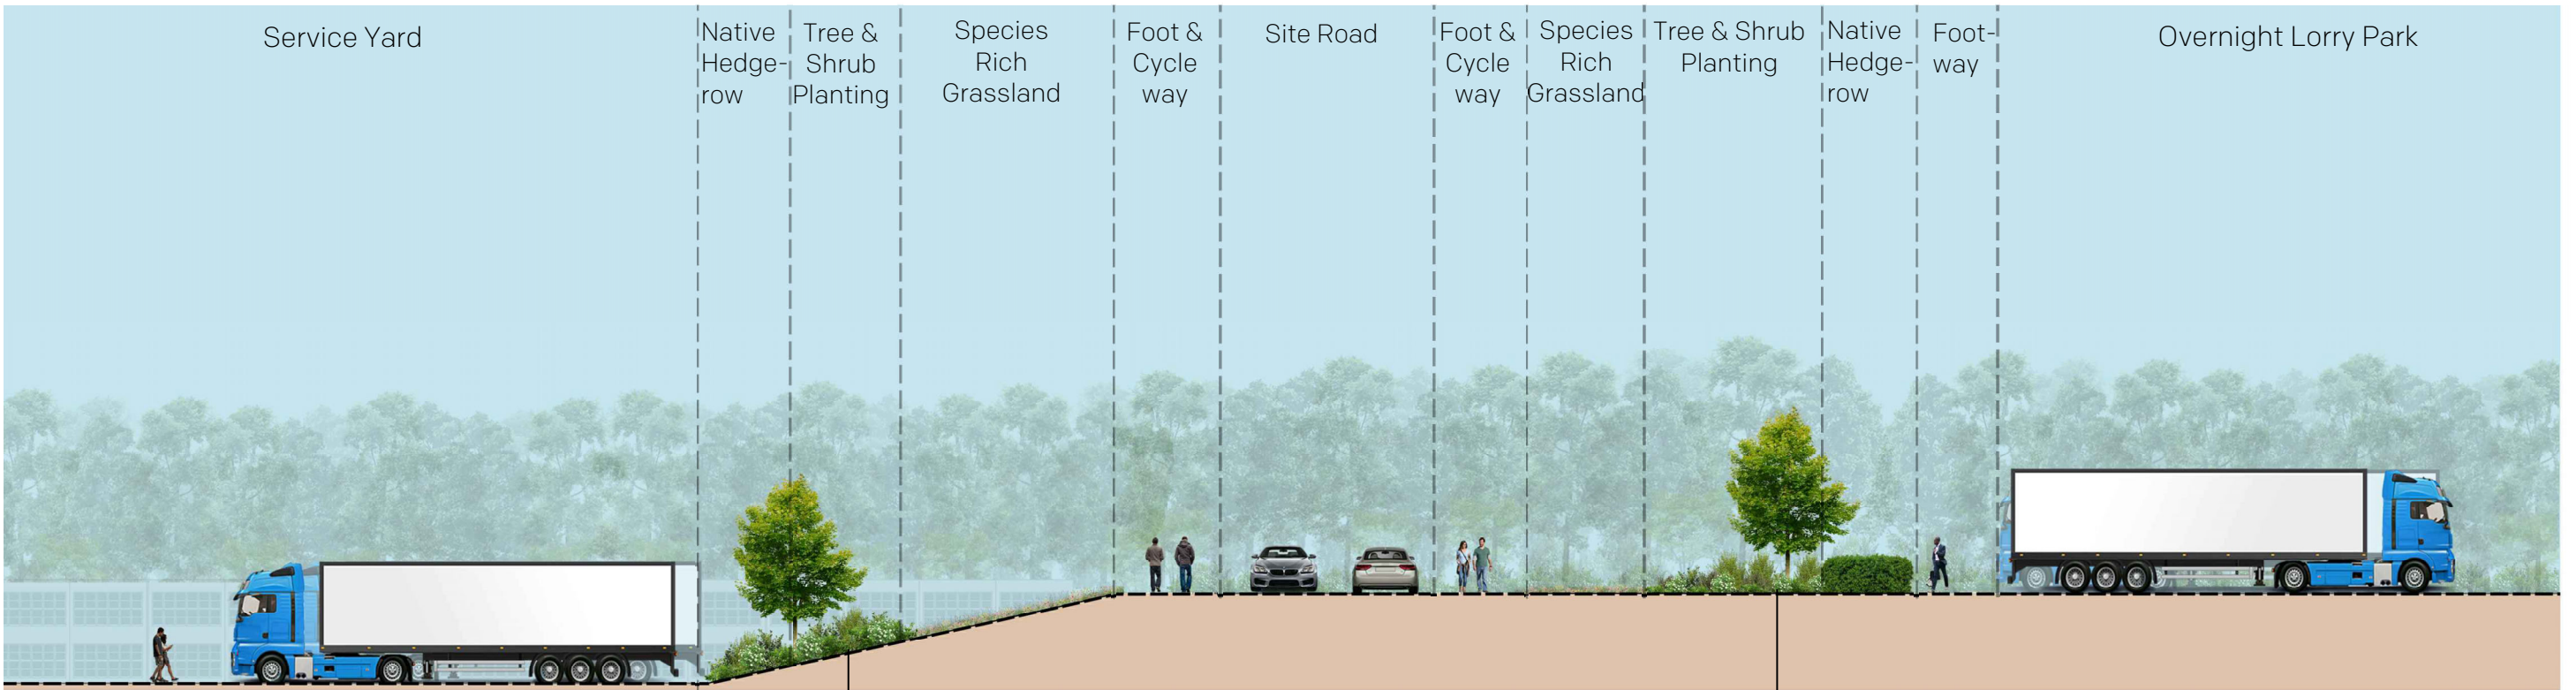 Service Yard
Native
Hedge-
row
Tree &
Shrub
Planting
Species
Rich
Grassland
Foot &
Cycle
way
Site Road
Foot &
Cycle
way
Species
Rich
Grassland
Tree & Shrub
Planting
Native
Hedge-
row
Foot-
way
Overnight Lorry Park